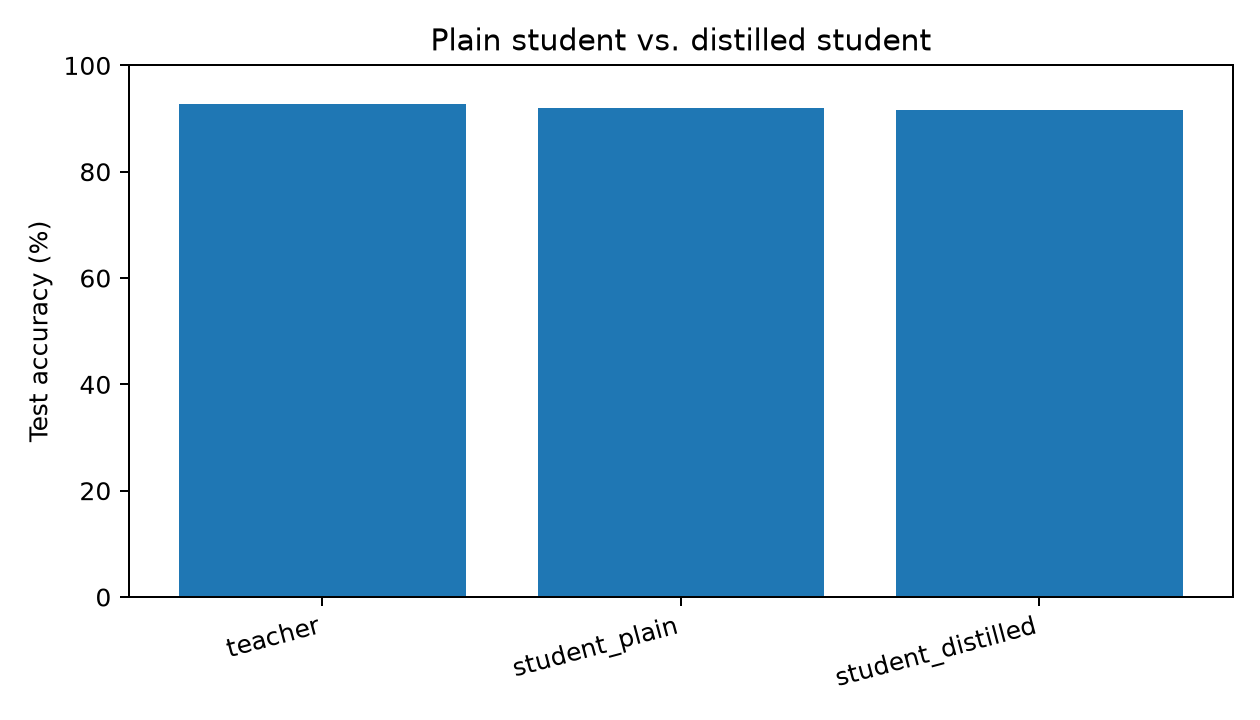 Plain student vs. distilled student
Test accuracy (%)
100
80
60
40
20
0
teacher
student_plain
student_distilled